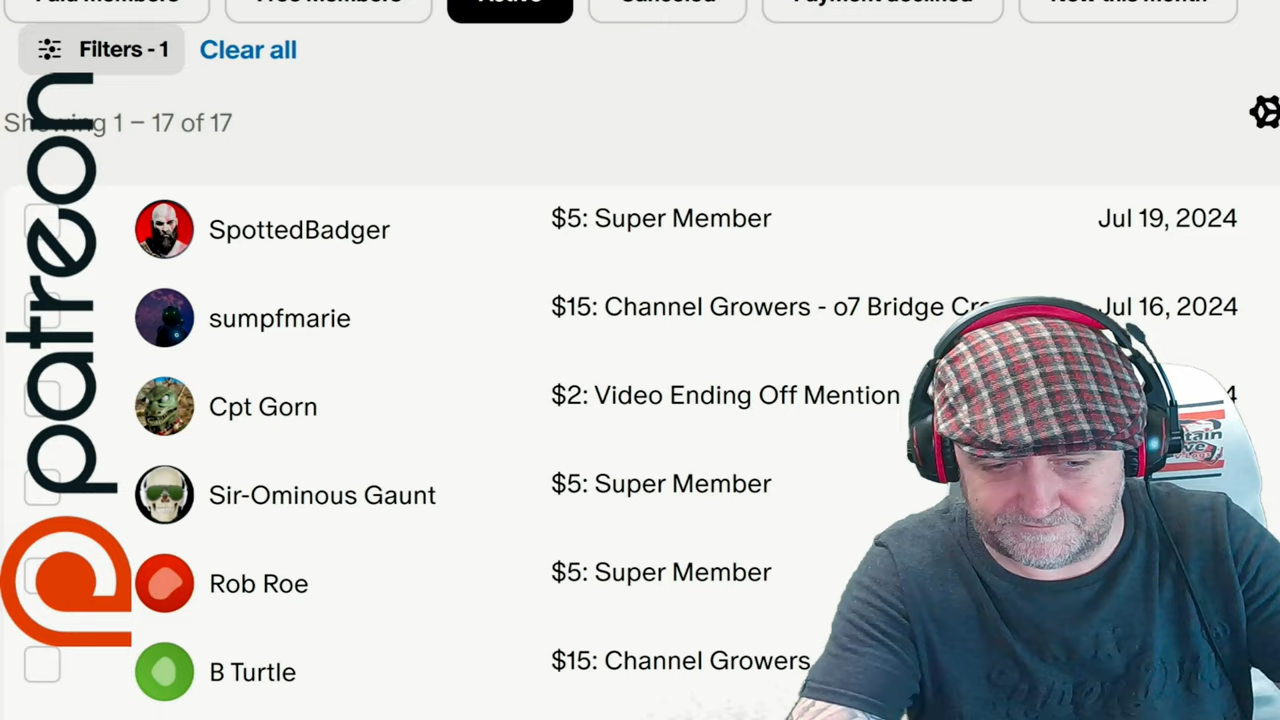 Filters - 1 Clear all
Showing 1 – 17 of 17
patreon
SpottedBadger $5: Super Member Jul 19, 2024
sumpfmarie $15: Channel Growers - o7 Bridge Jul 16, 2024
Cpt Gorn $2: Video Ending Off Mention
Sir-Ominous Gaunt $5: Super Member
Rob Roe $5: Super Member
B Turtle $15: Channel Growers